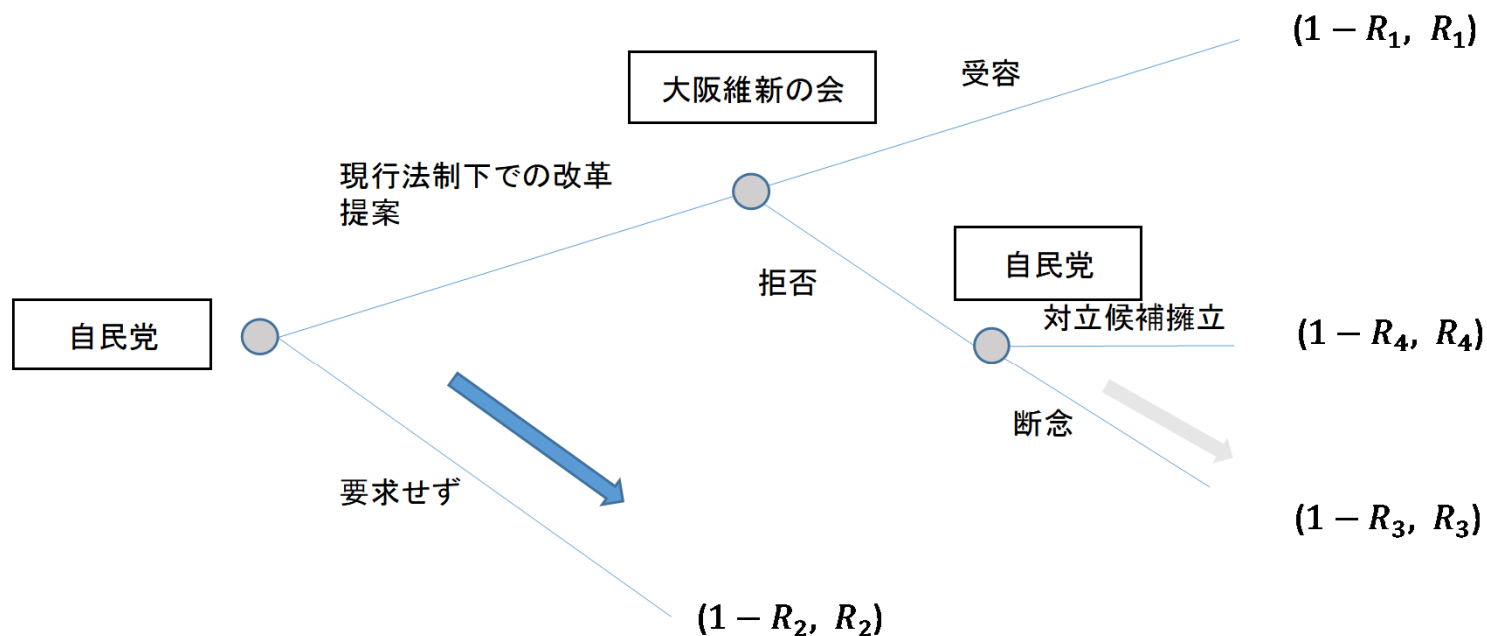 (1 − R₁, R₁)
大阪維新の会
受容
現行法制下での改革
提案
自民党
拒否
自民党
対立候補擁立
(1 − R₄, R₄)
断念
要求せず
(1 − R₃, R₃)
(1 − R₂, R₂)